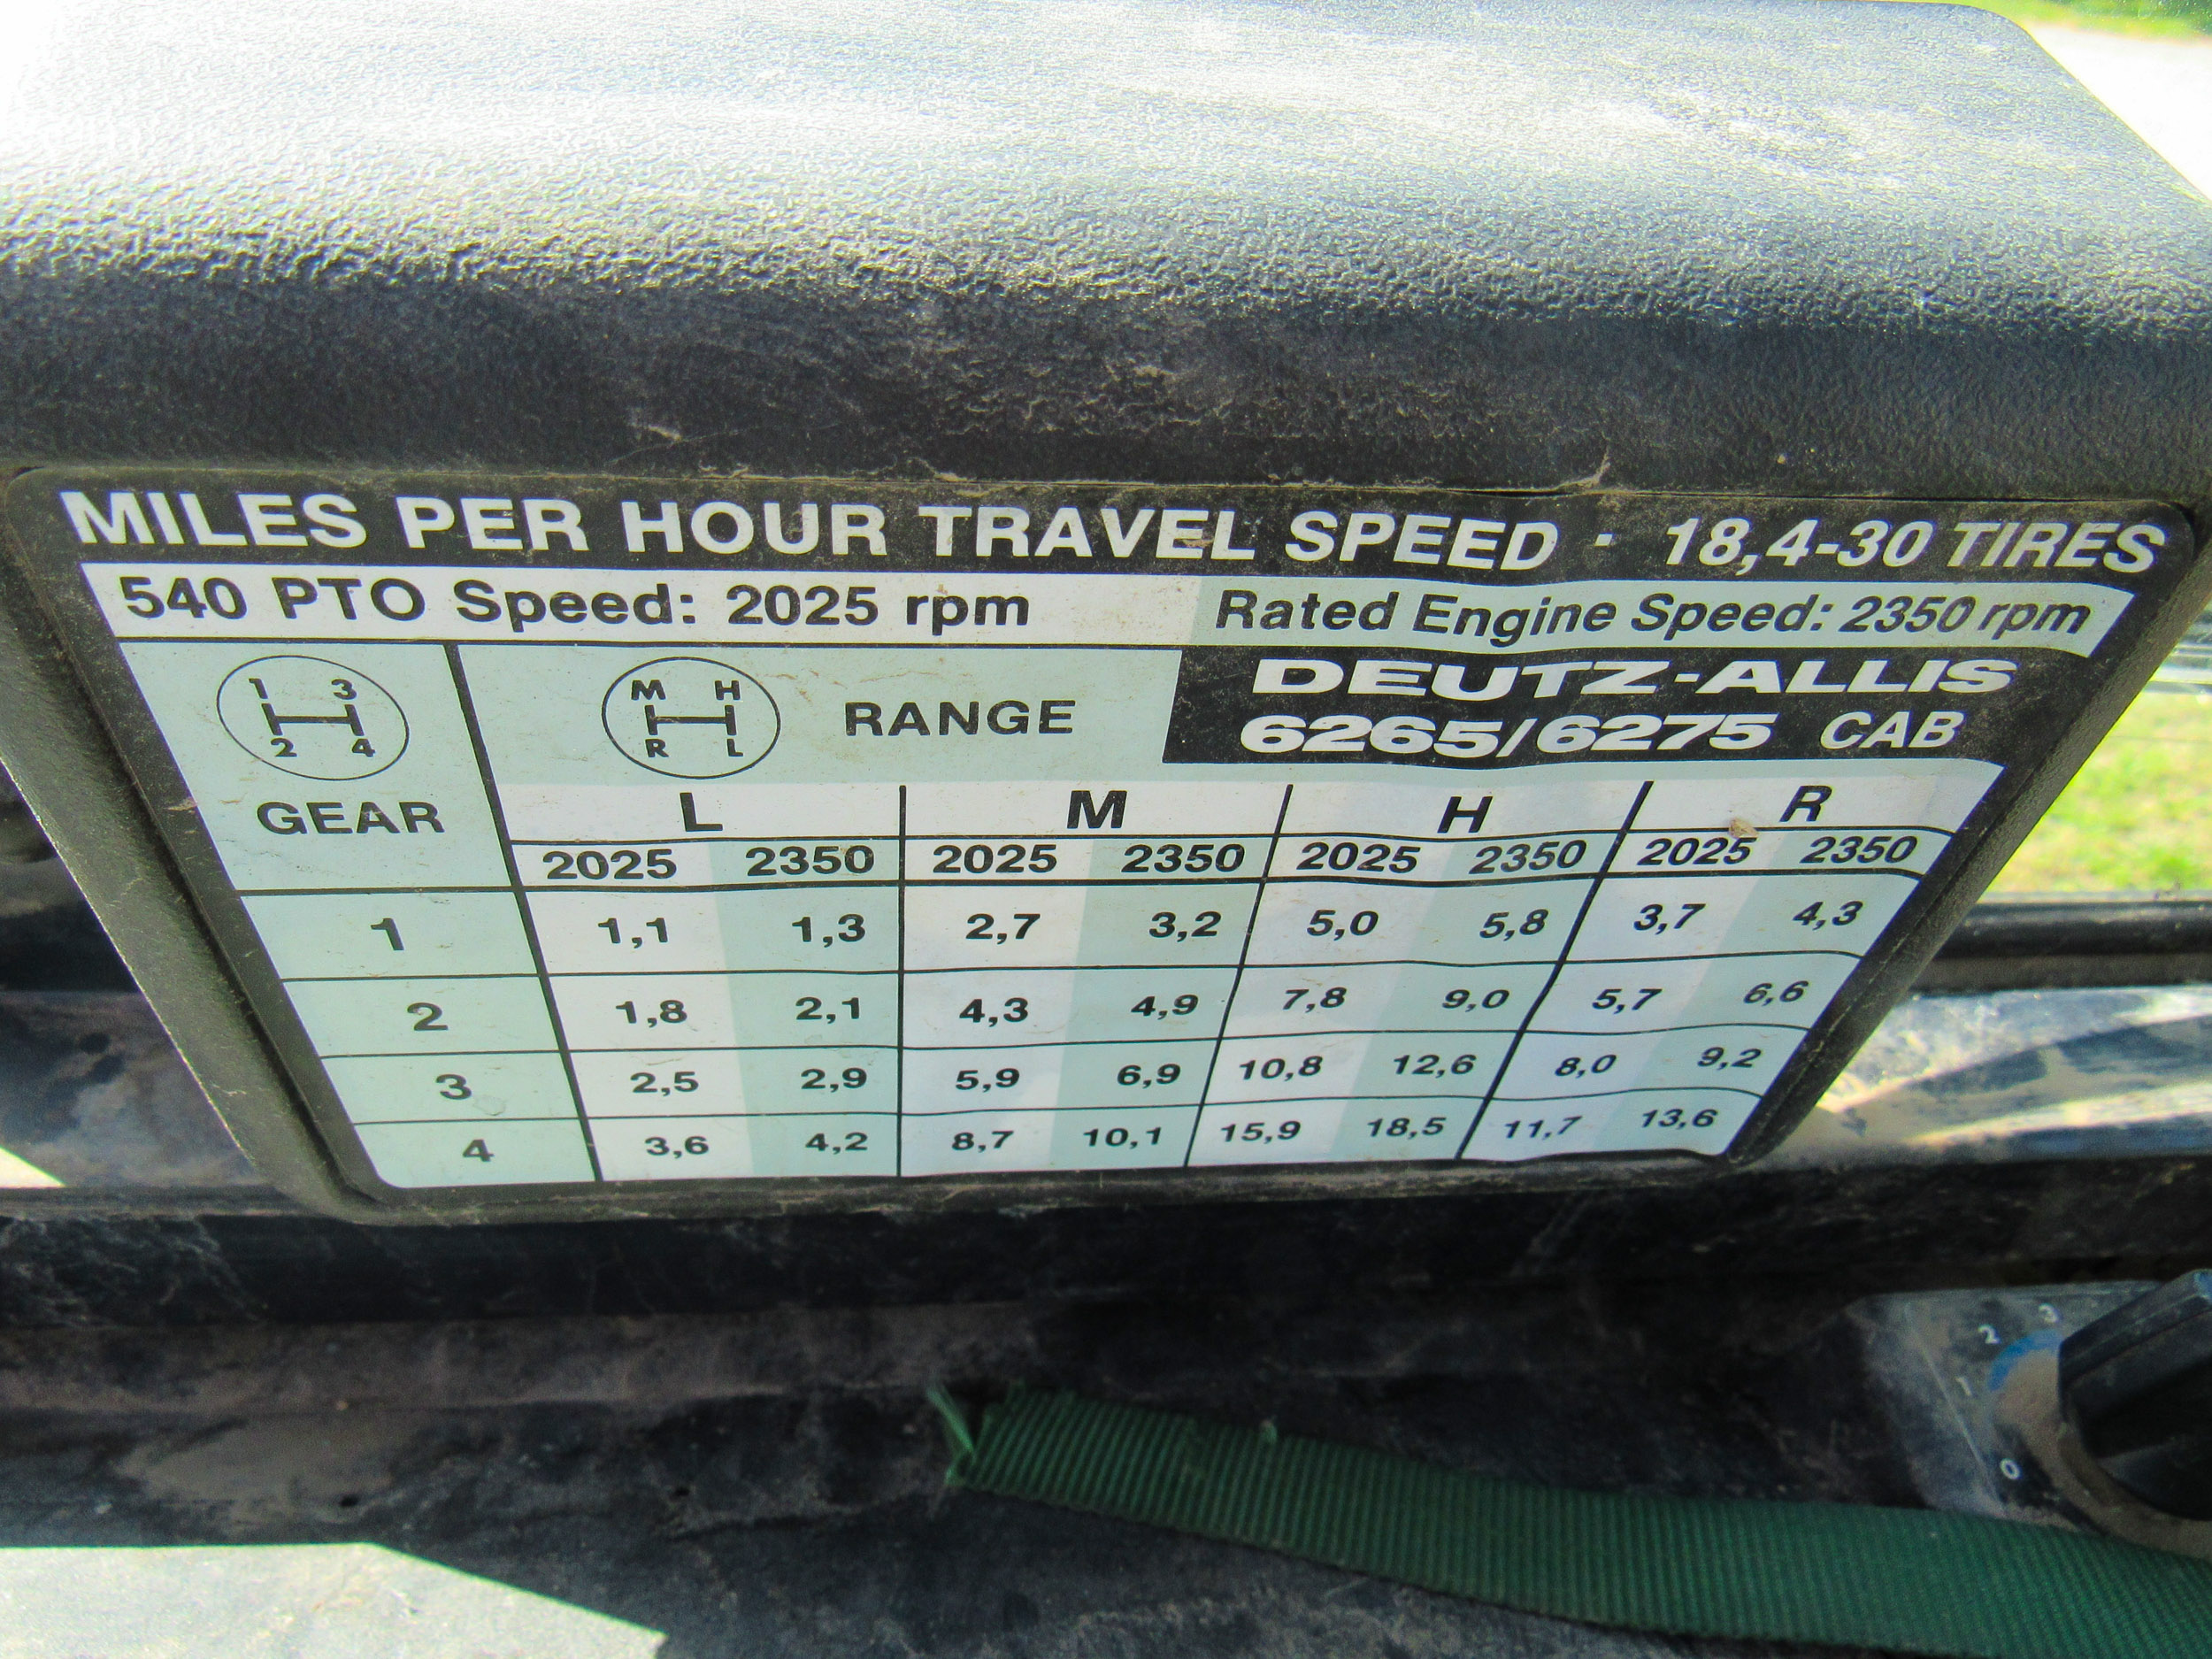 MILES PER HOUR TRAVEL SPEED · 18,4-30 TIRES
540 PTO Speed: 2025 rpm Rated Engine Speed: 2350 rpm
1 3
2 4
GEAR
M H
R L
RANGE
DEUTZ-ALLIS
6265/6275 CAB
L M H R
2025 2350 2025 2350 2025 2350 2025 2350
1 1,1 1,3 2,7 3,2 5,0 5,8 3,7 4,3
2 1,8 2,1 4,3 4,9 7,8 9,0 5,7 6,6
3 2,5 2,9 5,9 6,9 10,8 12,6 8,0 9,2
4 3,6 4,2 8,7 10,1 15,9 18,5 11,7 13,6
3
2
1
0